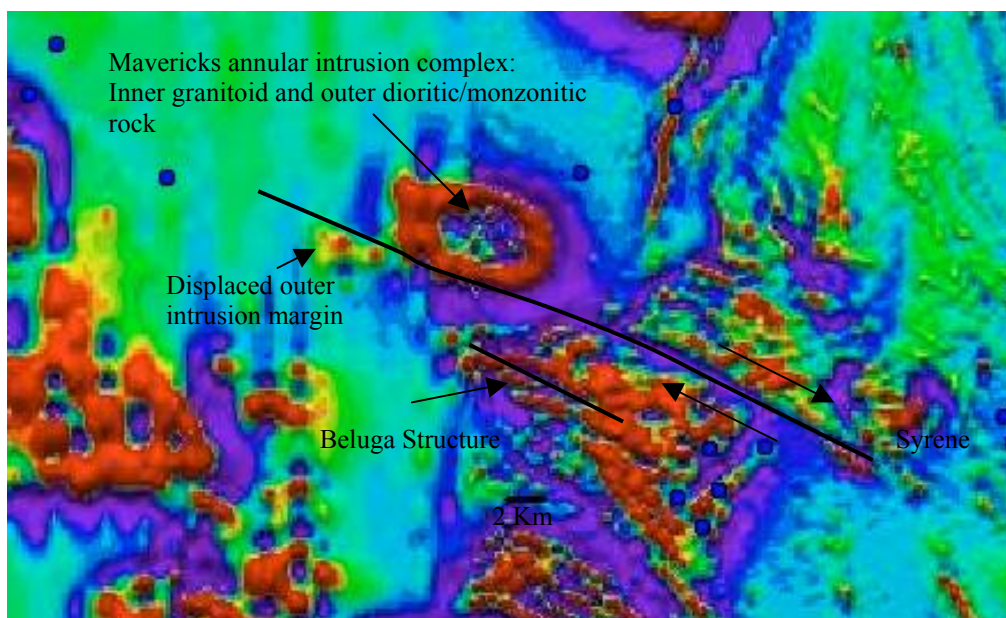 Mavericks annular intrusion complex:
Inner granitoid and outer dioritic/monzonitic
rock
Displaced outer
intrusion margin
Beluga Structure
Syrene
2 Km